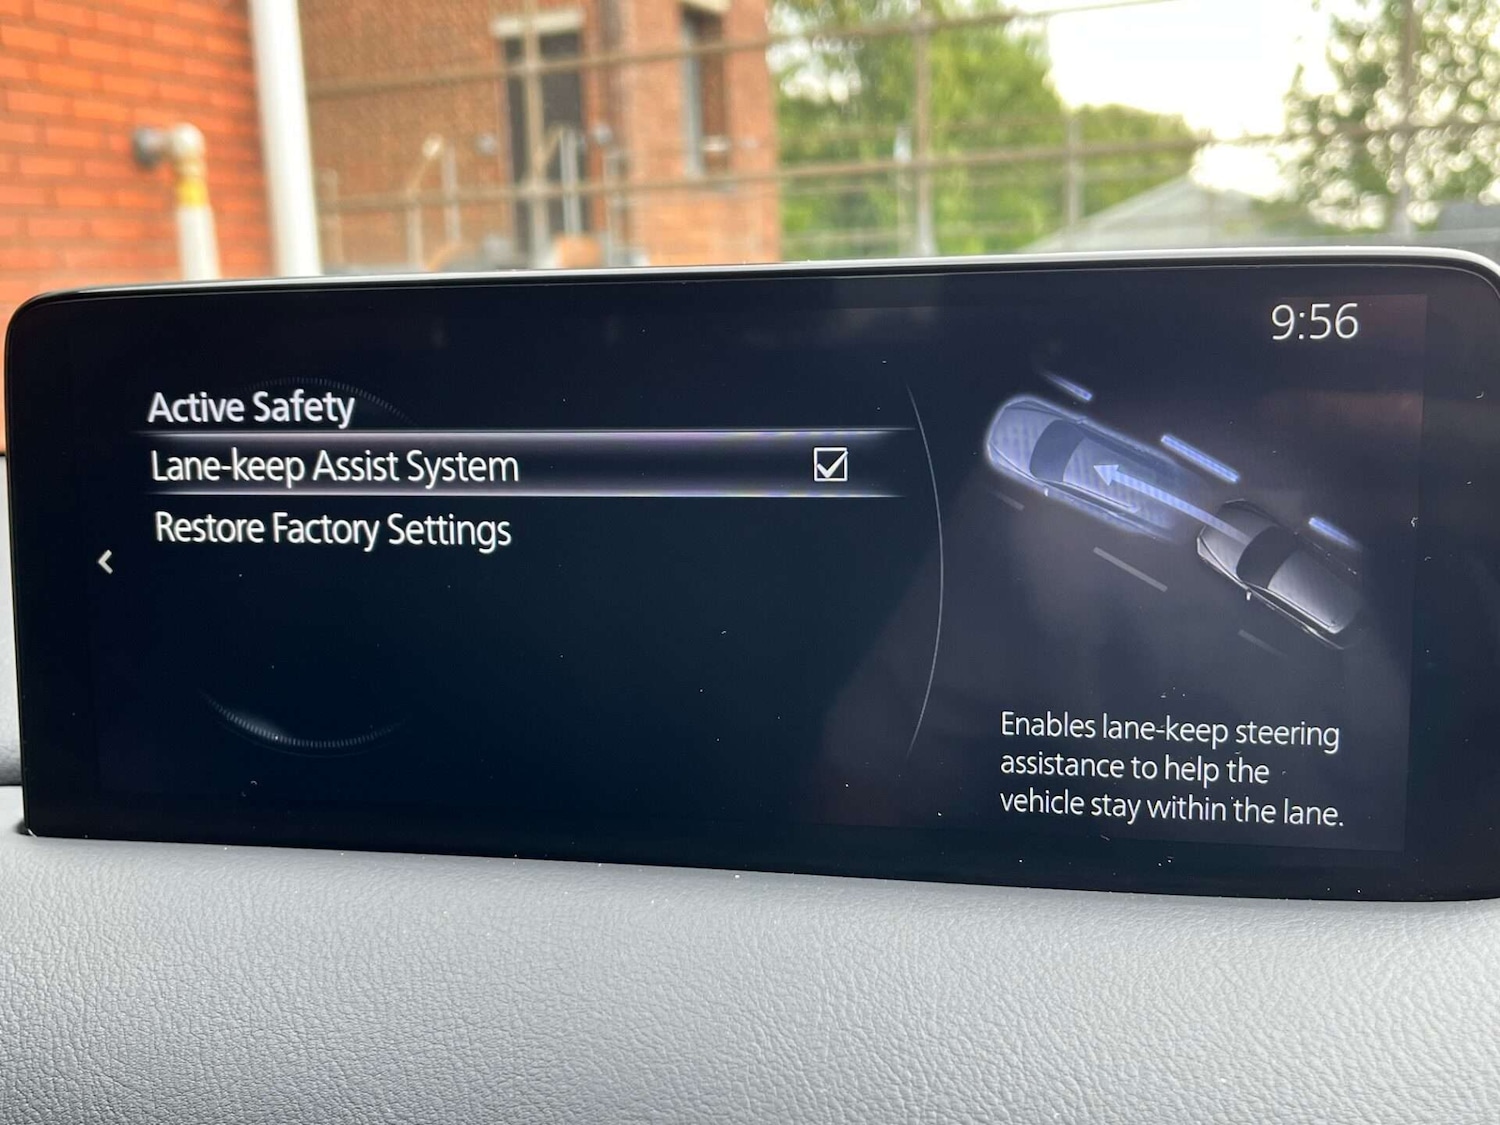 9:56
Active Safety
Lane-keep Assist System
Restore Factory Settings
Enables lane-keep steering
assistance to help the
vehicle stay within the lane.